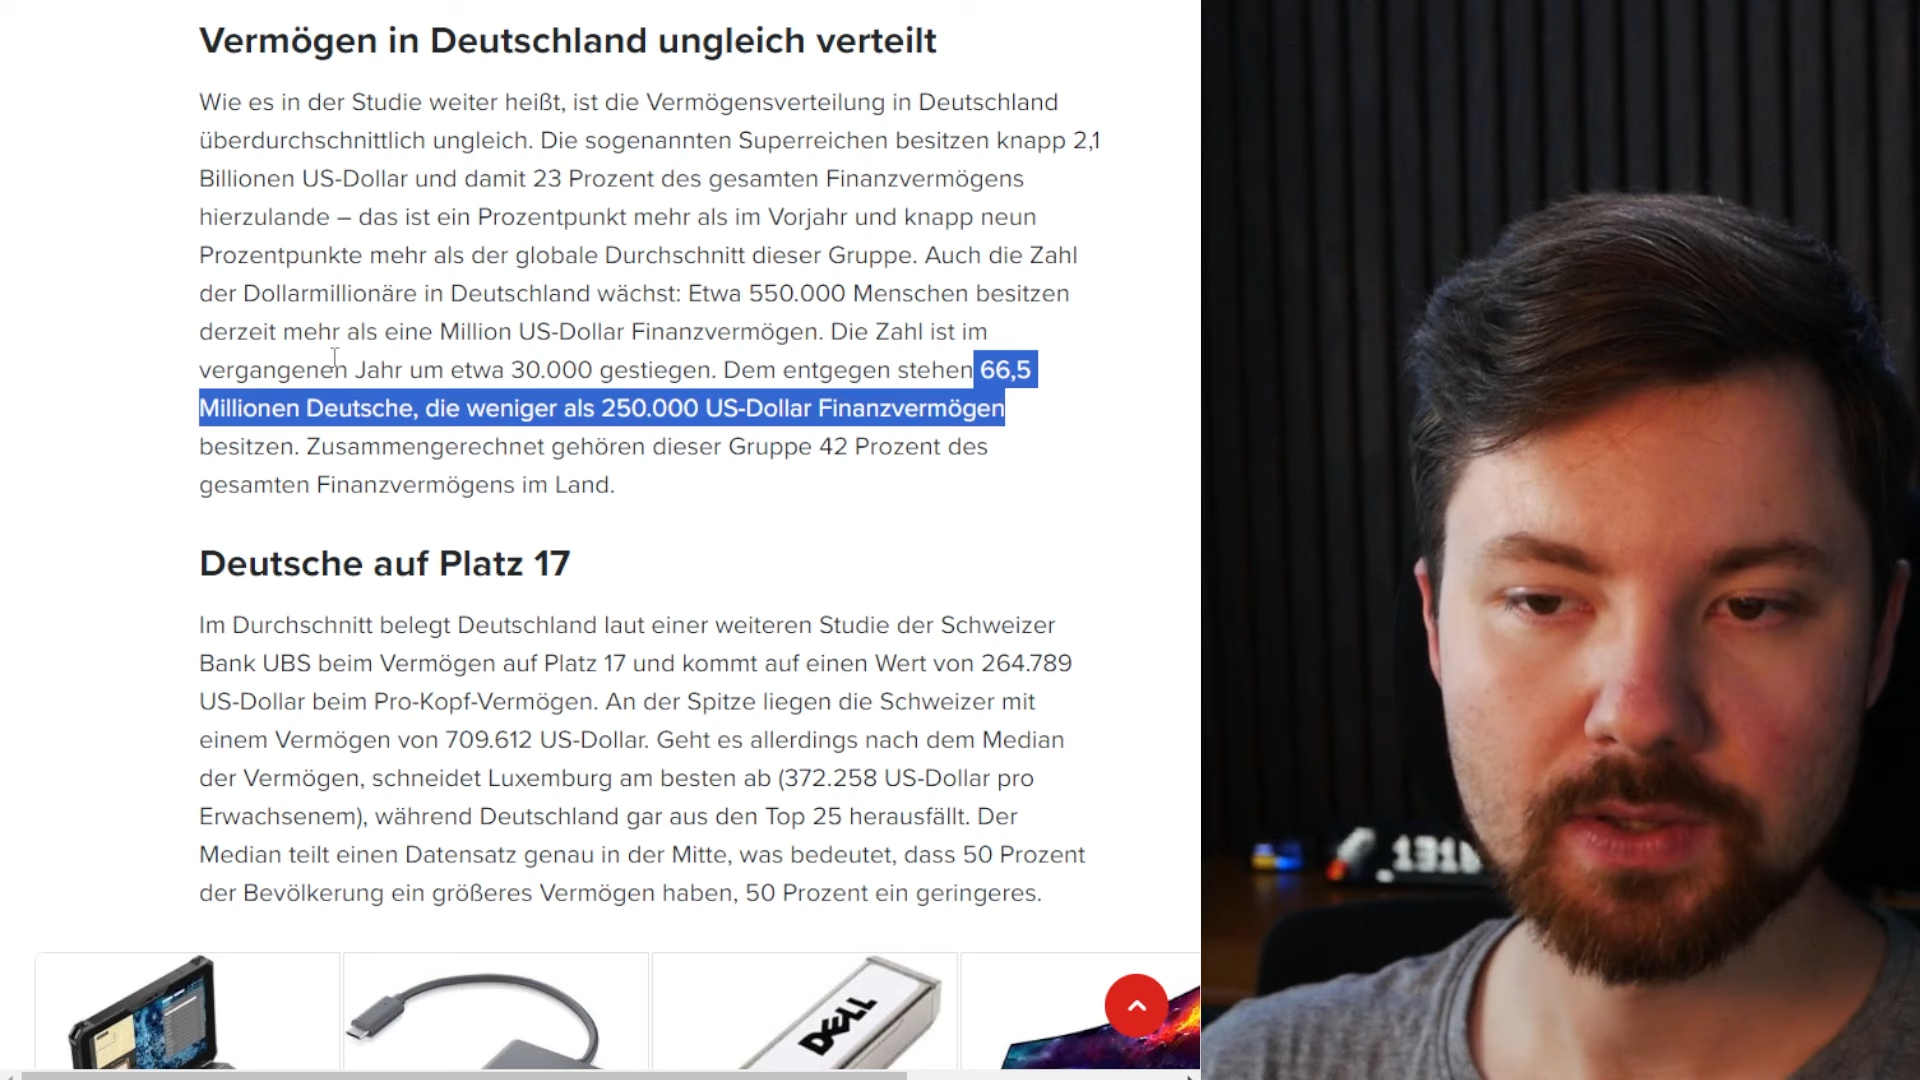 Vermögen in Deutschland ungleich verteilt
Wie es in der Studie weiter heißt, ist die Vermögensverteilung in Deutschland
überdurchschnittlich ungleich. Die sogenannten Superreichen besitzen knapp 2,1
Billionen US-Dollar und damit 23 Prozent des gesamten Finanzvermögens
hierzulande – das ist ein Prozentpunkt mehr als im Vorjahr und knapp neun
Prozentpunkte mehr als der globale Durchschnitt dieser Gruppe. Auch die Zahl
der Dollarmillionäre in Deutschland wächst: Etwa 550.000 Menschen besitzen
derzeit mehr als eine Million US-Dollar Finanzvermögen. Die Zahl ist im
vergangenen Jahr um etwa 30.000 gestiegen. Dem entgegen stehen 66,5
Millionen Deutsche, die weniger als 250.000 US-Dollar Finanzvermögen
besitzen. Zusammengerechnet gehören dieser Gruppe 42 Prozent des
gesamten Finanzvermögens im Land.
Deutsche auf Platz 17
Im Durchschnitt belegt Deutschland laut einer weiteren Studie der Schweizer
Bank UBS beim Vermögen auf Platz 17 und kommt auf einen Wert von 264.789
US-Dollar beim Pro-Kopf-Vermögen. An der Spitze liegen die Schweizer mit
einem Vermögen von 709.612 US-Dollar. Geht es allerdings nach dem Median
der Vermögen, schneidet Luxemburg am besten ab (372.258 US-Dollar pro
Erwachsenem), während Deutschland gar aus den Top 25 herausfällt. Der
Median teilt einen Datensatz genau in der Mitte, was bedeutet, dass 50 Prozent
der Bevölkerung ein größeres Vermögen haben, 50 Prozent ein geringeres.
DELL